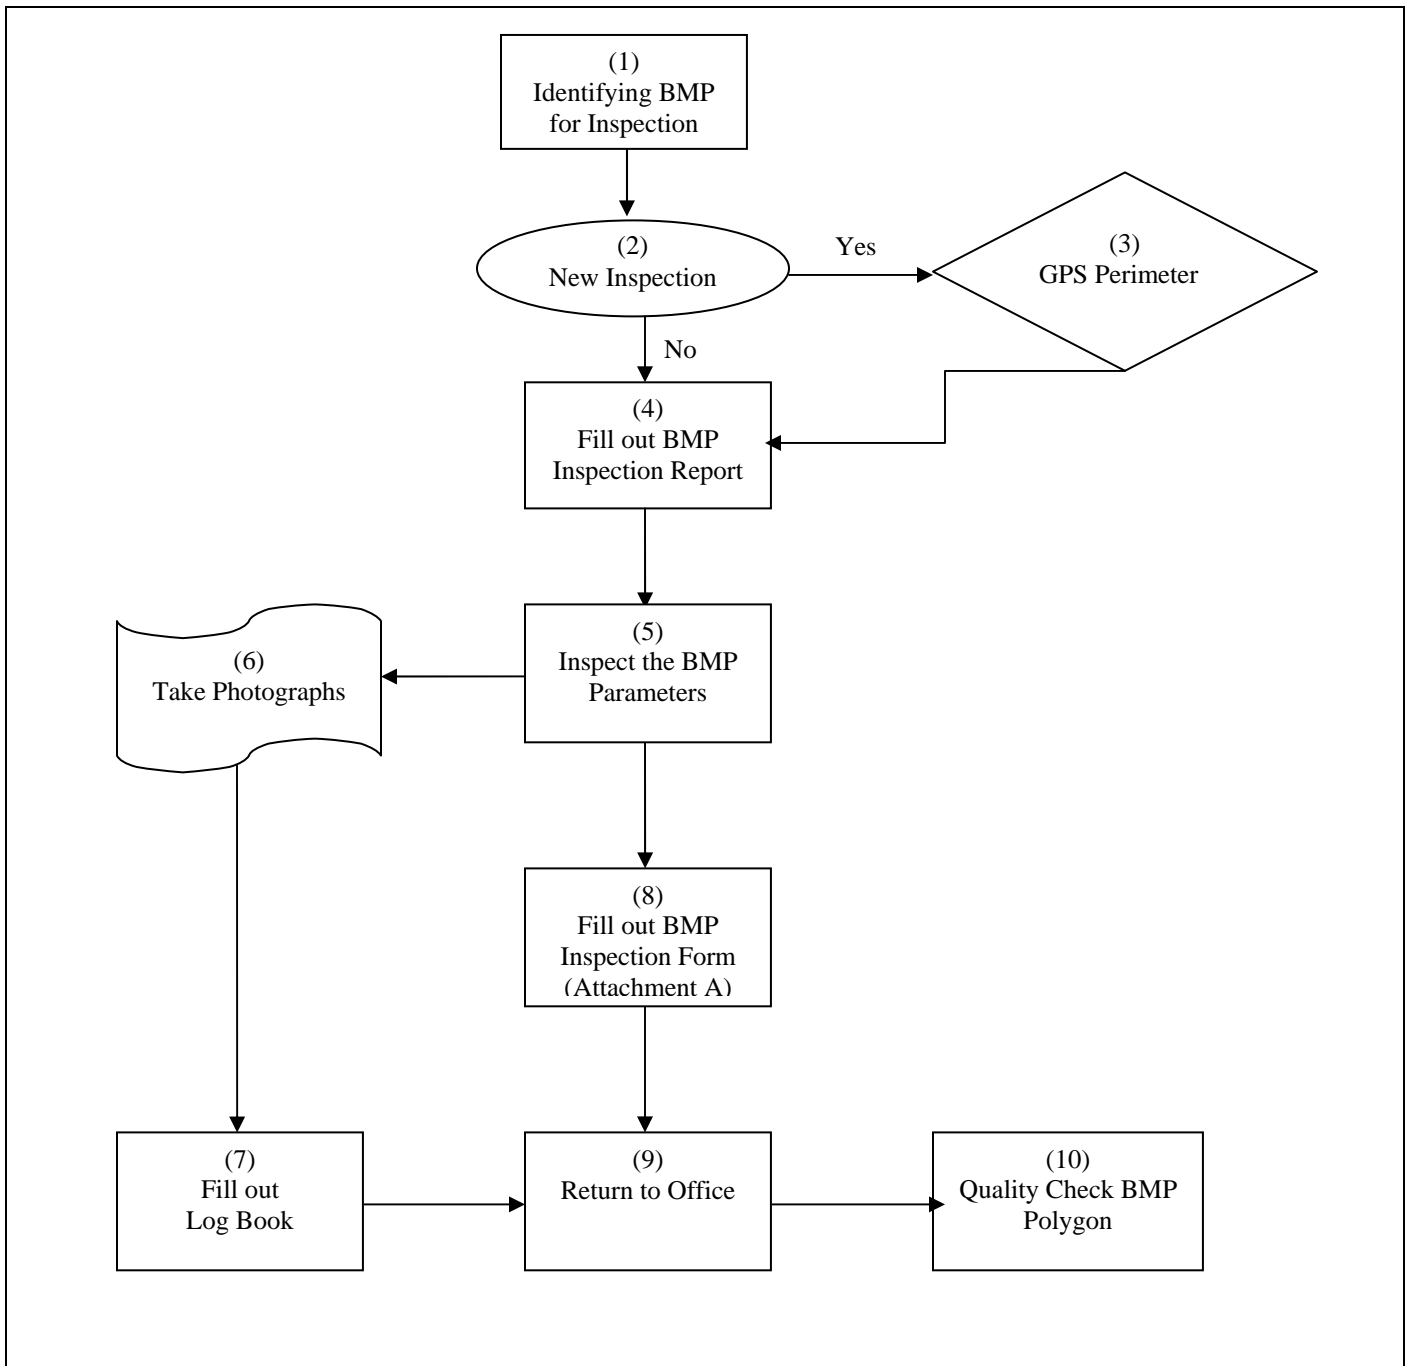 (1)
Identifying BMP
for Inspection
(2)
New Inspection
Yes
(3)
GPS Perimeter
No
(4)
Fill out BMP
Inspection Report
(5)
Inspect the BMP
Parameters
(6)
Take Photographs
(8)
Fill out BMP
Inspection Form
(Attachment A)
(7)
Fill out
Log Book
(9)
Return to Office
(10)
Quality Check BMP
Polygon